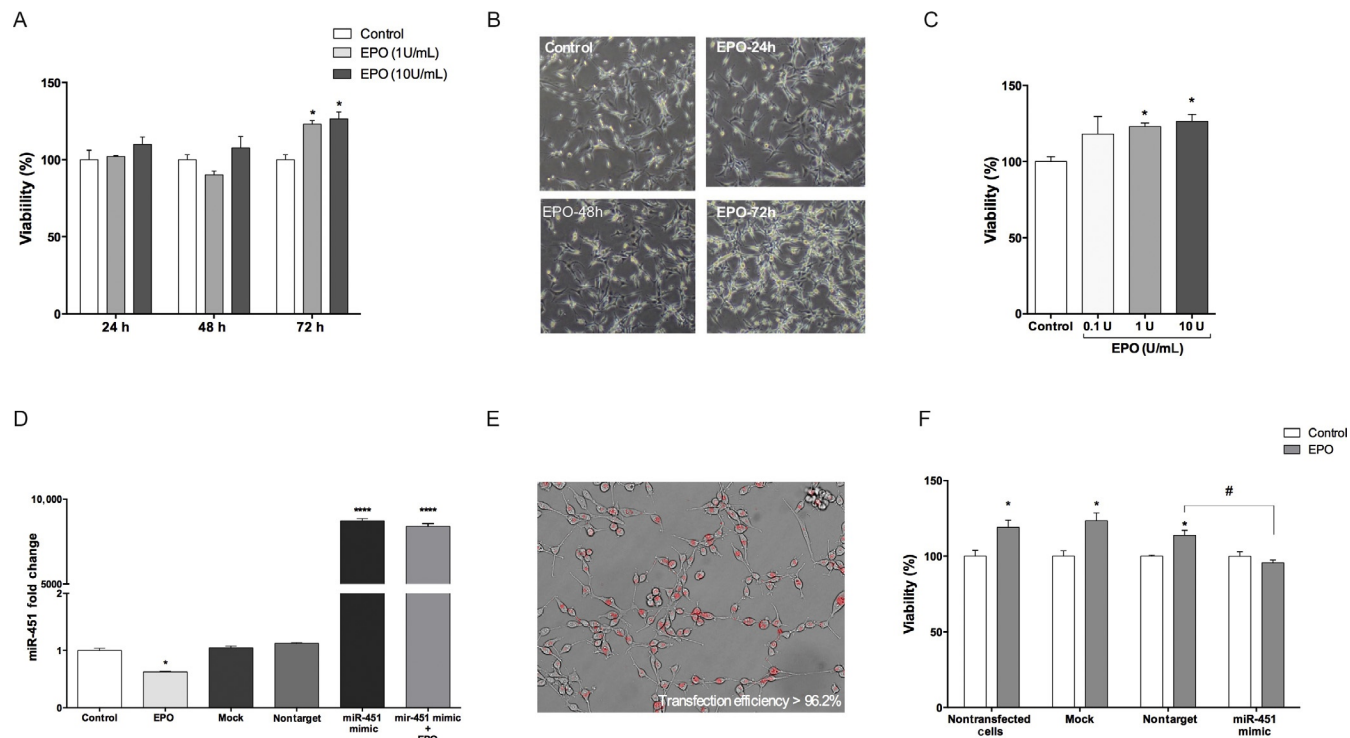 A
Control
EPO (1U/mL)
EPO (10U/mL)
150
100
50
0
Viability (%)
*
*
24 h
48 h
72 h
B
Control
EPO-24h
EPO-48h
EPO-72h
C
150
100
50
0
Viability (%)
*
*
Control
0.1 U
1 U
10 U
EPO (U/mL)
D
10,000
5000
2
1
0
miR-451 fold change
*
****
****
Control
EPO
Mock
Nontarget
miR-451
mimic
mir-451 mimic
+
EPO
E
Transfection efficiency > 96.2%
F
Control
EPO
150
100
50
0
Viability (%)
*
*
*
#
Nontransfected
cells
Mock
Nontarget
miR-451
mimic